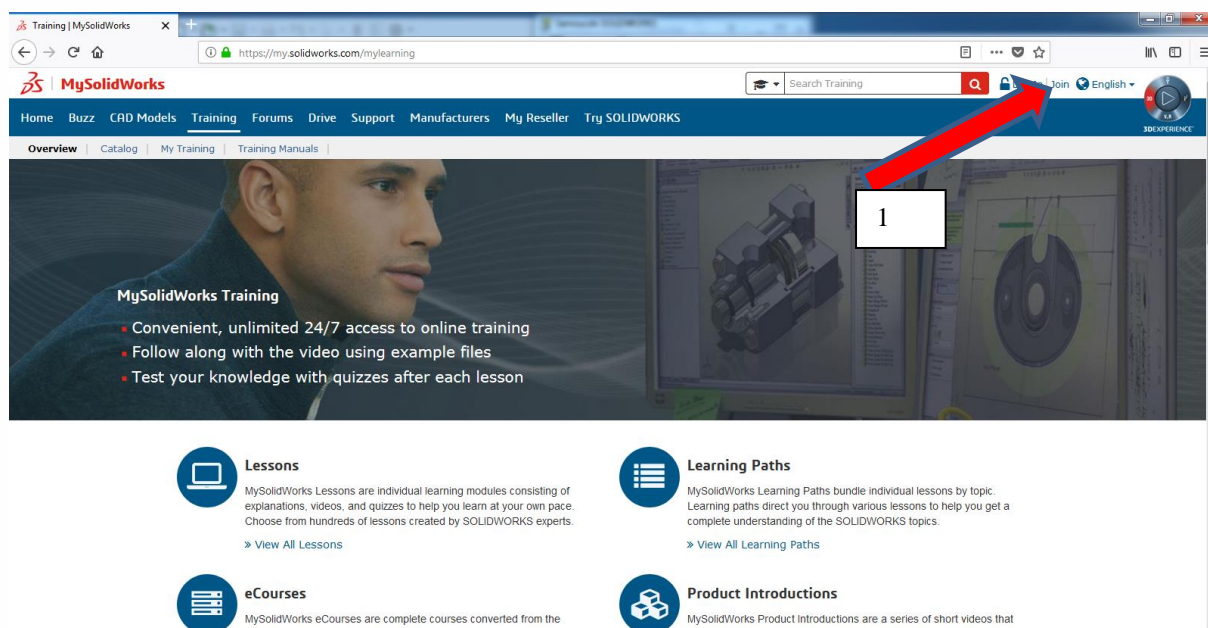 Training | MySolidWorks
https://my.solidworks.com/mylearning
MySolidWorks
Search Training
Join English
Home Buzz CAD Models Training Forums Drive Support Manufacturers My Reseller Try SOLIDWORKS
3DEXPERIENCE
Overview | Catalog | My Training | Training Manuals |
1
MySolidWorks Training
Convenient, unlimited 24/7 access to online training
Follow along with the video using example files
Test your knowledge with quizzes after each lesson
Lessons
MySolidWorks Lessons are individual learning modules consisting of
explanations, videos, and quizzes to help you learn at your own pace.
Choose from hundreds of lessons created by SOLIDWORKS experts.
» View All Lessons
Learning Paths
MySolidWorks Learning Paths bundle individual lessons by topic.
Learning paths direct you through various lessons to help you get a
complete understanding of the SOLIDWORKS topics.
» View All Learning Paths
eCourses
MySolidWorks eCourses are complete courses converted from the
Product Introductions
MySolidWorks Product Introductions are a series of short videos that